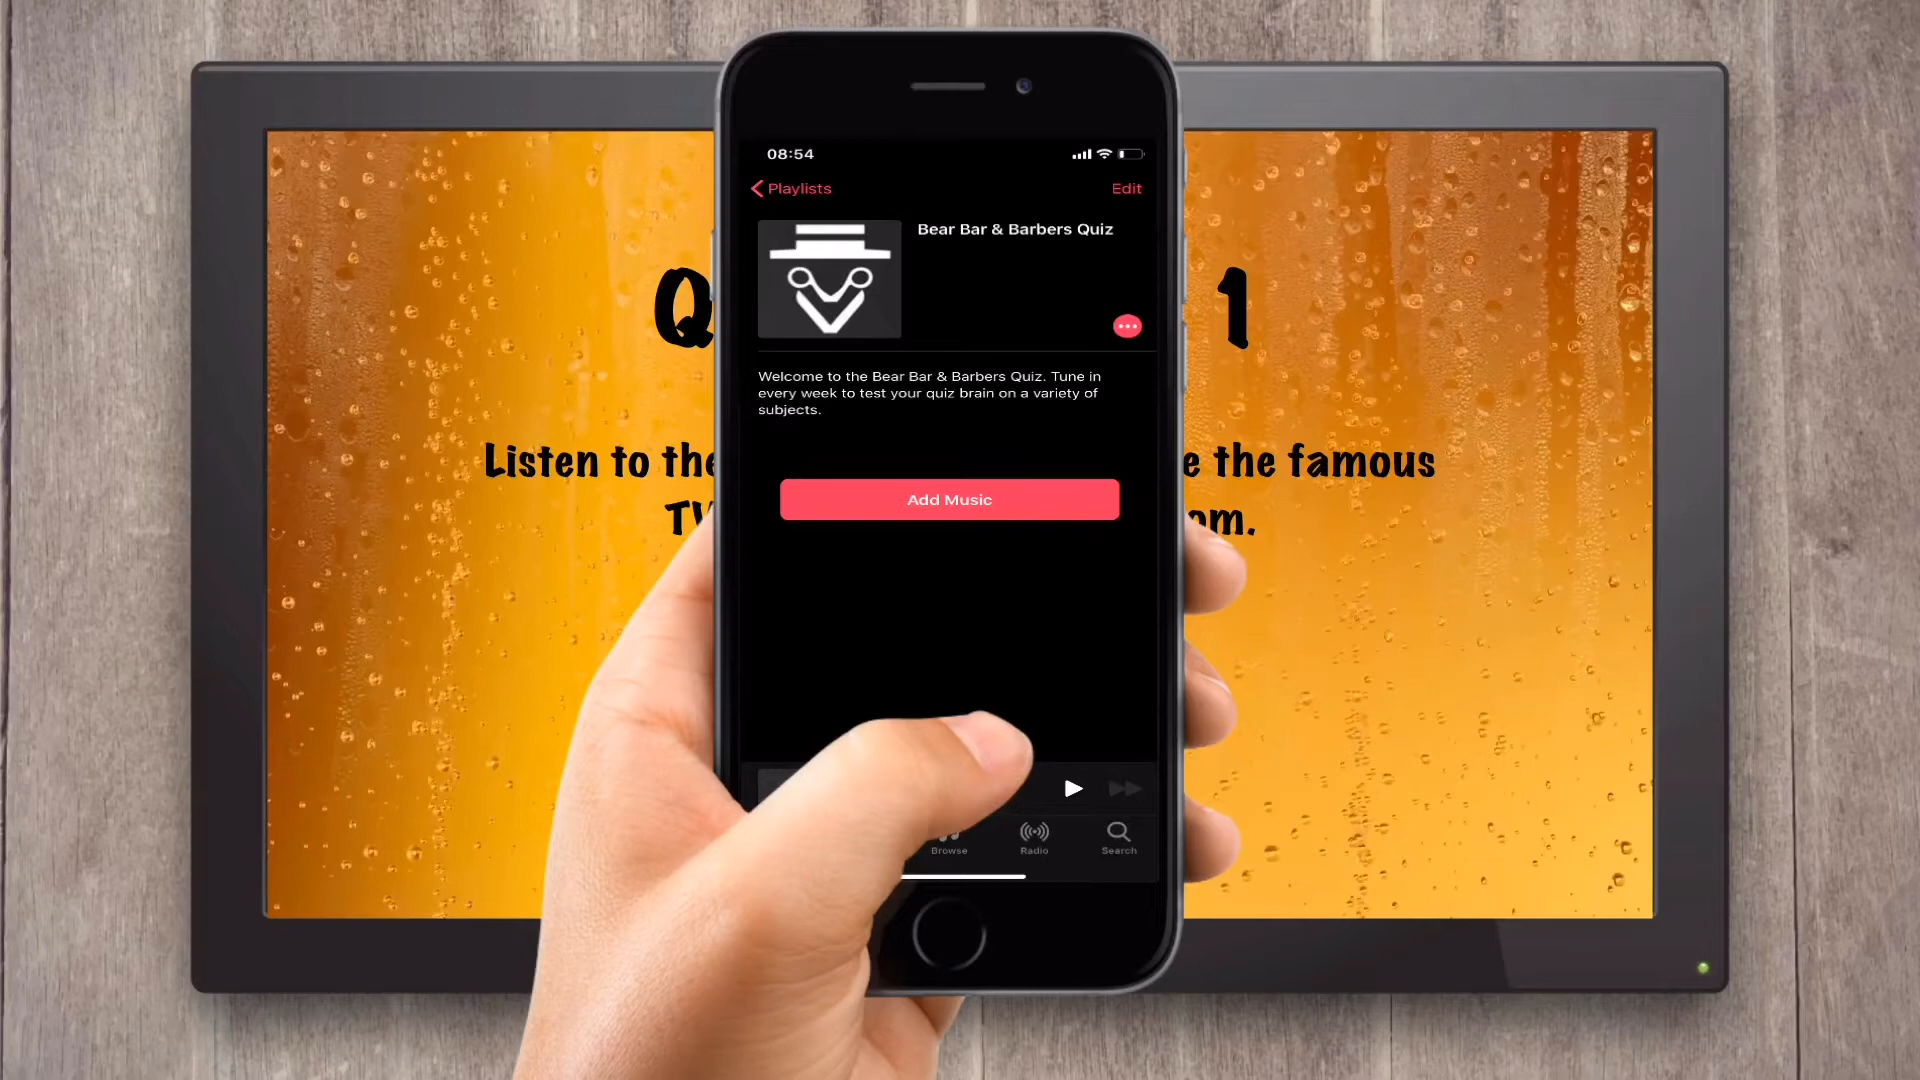 08:54
Playlists
Edit
Bear Bar & Barbers Quiz
Q 1
Welcome to the Bear Bar & Barbers Quiz. Tune in
every week to test your quiz brain on a variety of
subjects.
Listen to the e the famous
TV om.
Add Music
Browse
Radio
Search